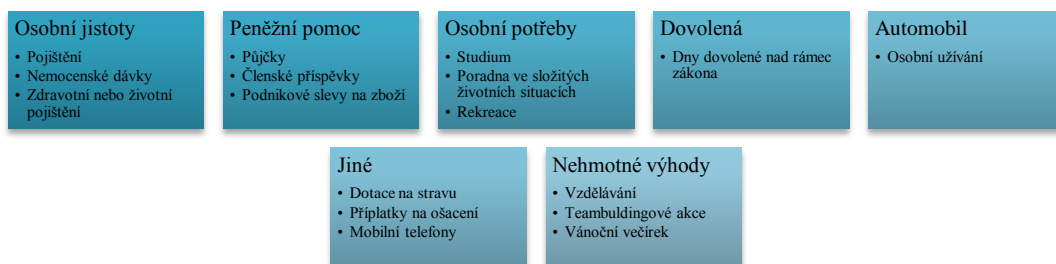 Osobní jistoty
• Pojištění
• Nemocenské dávky
• Zdravotní nebo životní
pojištění
Peněžní pomoc
• Půjčky
• Členské příspěvky
• Podnikové slevy na zboží
Osobní potřeby
• Studium
• Poradna ve složitých
životních situacích
• Rekreace
Dovolená
• Dny dovolené nad rámec
zákona
Automobil
• Osobní užívání
Jiné
• Dotace na stravu
• Příplatky na ošacení
• Mobilní telefony
Nehmotné výhody
• Vzdělávání
• Teambuldingové akce
• Vánoční večírek